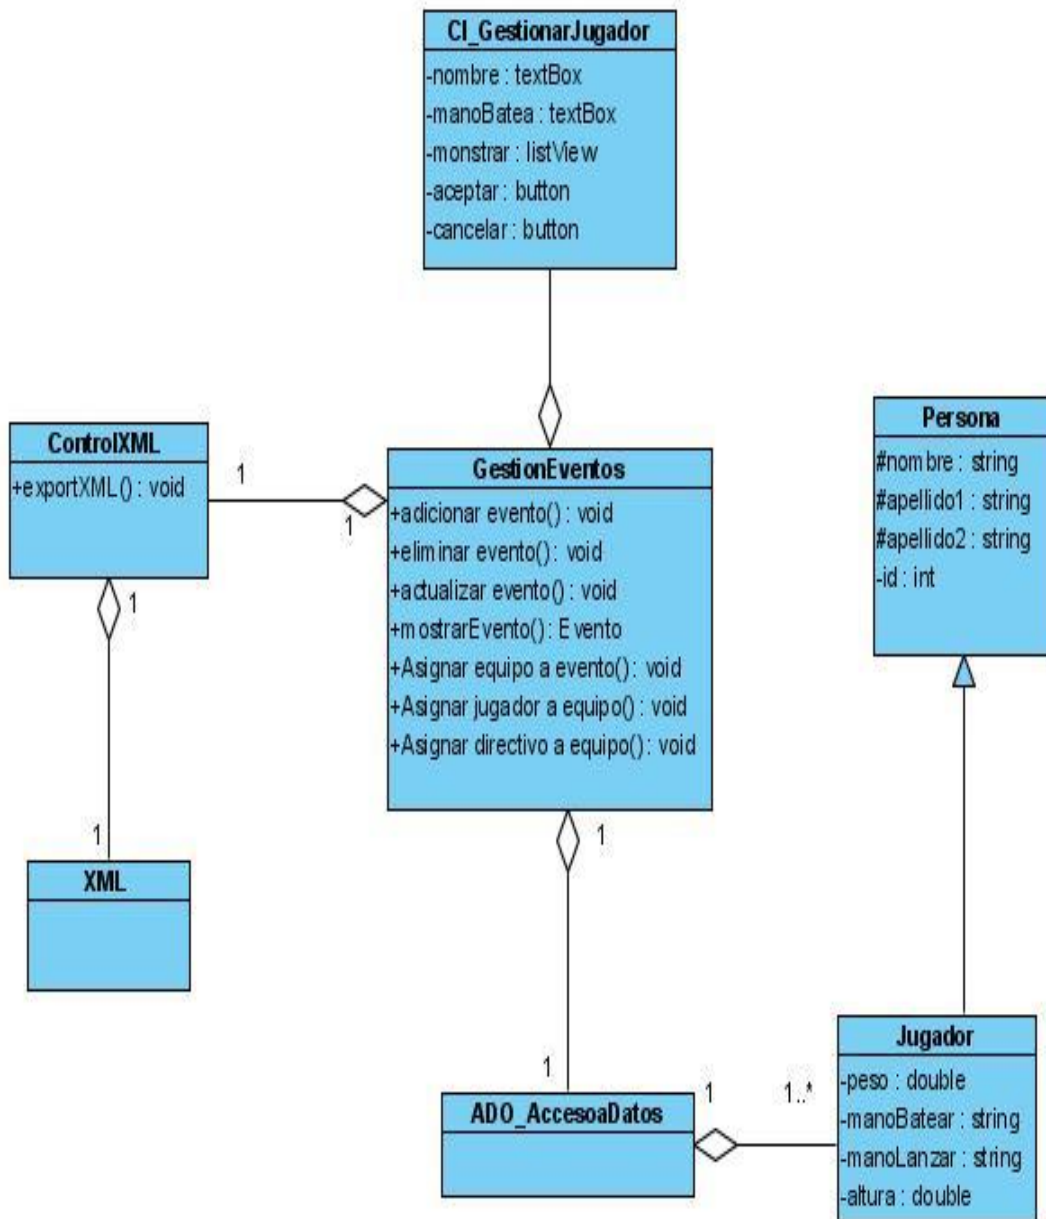 CI_GestionarJugador
-nombre : textBox
-manoBatea : textBox
-monstrar : listView
-aceptar : button
-cancelar : button
ControlXML
+exportXML() : void
1
1
1
1
XML
GestionEventos
+adicionar evento() : void
+eliminar evento() : void
+actualizar evento() : void
+mostrarEvento() : Evento
+Asignar equipo a evento() : void
+Asignar jugador a equipo() : void
+Asignar directivo a equipo() : void
1
1
Persona
#nombre : string
#apellido1 : string
#apellido2 : string
-id : int
ADO_AccesoaDatos
1
1..*
Jugador
-peso : double
-manoBatear : string
-manoLanzar : string
-altura : double